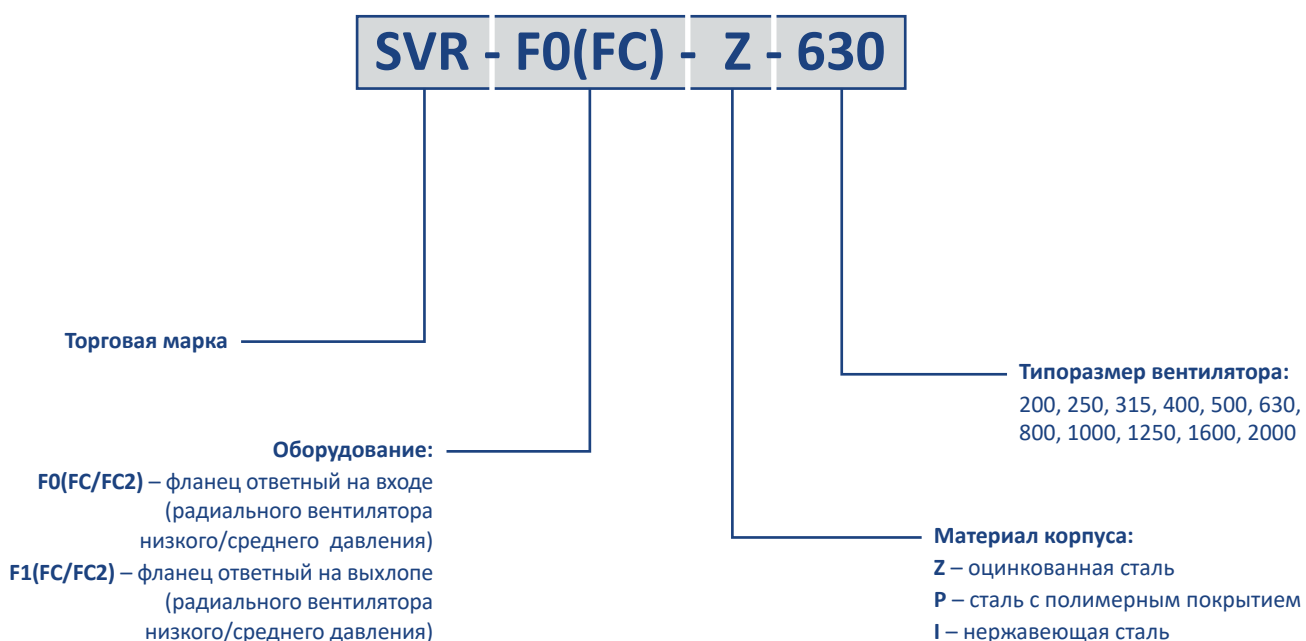 SVR - F0(FC) - Z - 630
Торговая марка
Оборудование:
F0(FC/FC2) – фланец ответный на входе
(радиального вентилятора
низкого/среднего давления)
F1(FC/FC2) – фланец ответный на выхлопе
(радиального вентилятора
низкого/среднего давления)
Типоразмер вентилятора:
200, 250, 315, 400, 500, 630,
800, 1000, 1250, 1600, 2000
Материал корпуса:
Z – оцинкованная сталь
P – сталь с полимерным покрытием
I – нержавеющая сталь